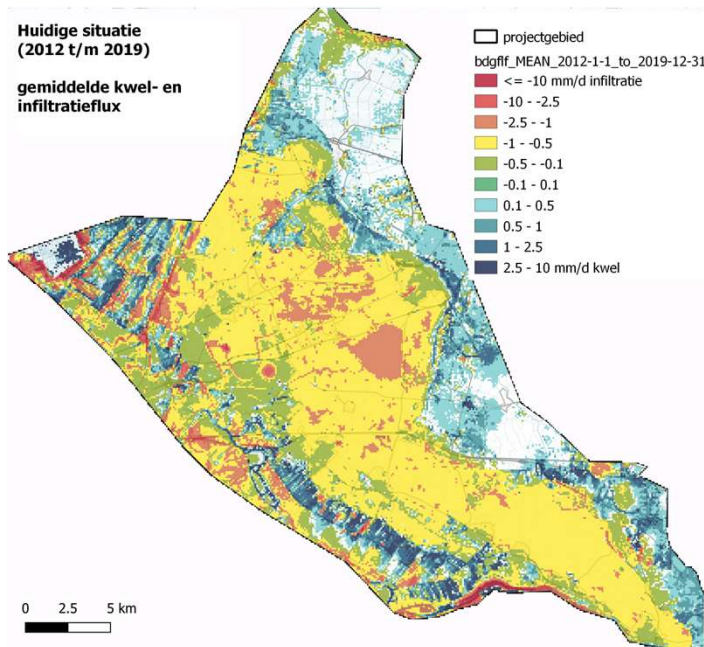 Huidige situatie
(2012 t/m 2019)
gemiddelde kwel- en
infiltratieflux
projectgebied
bdgflf_MEAN_2012-1-1_to_2019-12-31
<= -10 mm/d infiltratie
-10 - -2.5
-2.5 - -1
-1 - -0.5
-0.5 - -0.1
-0.1 - 0.1
0.1 - 0.5
0.5 - 1
1 - 2.5
2.5 - 10 mm/d kwel
0 2.5 5 km